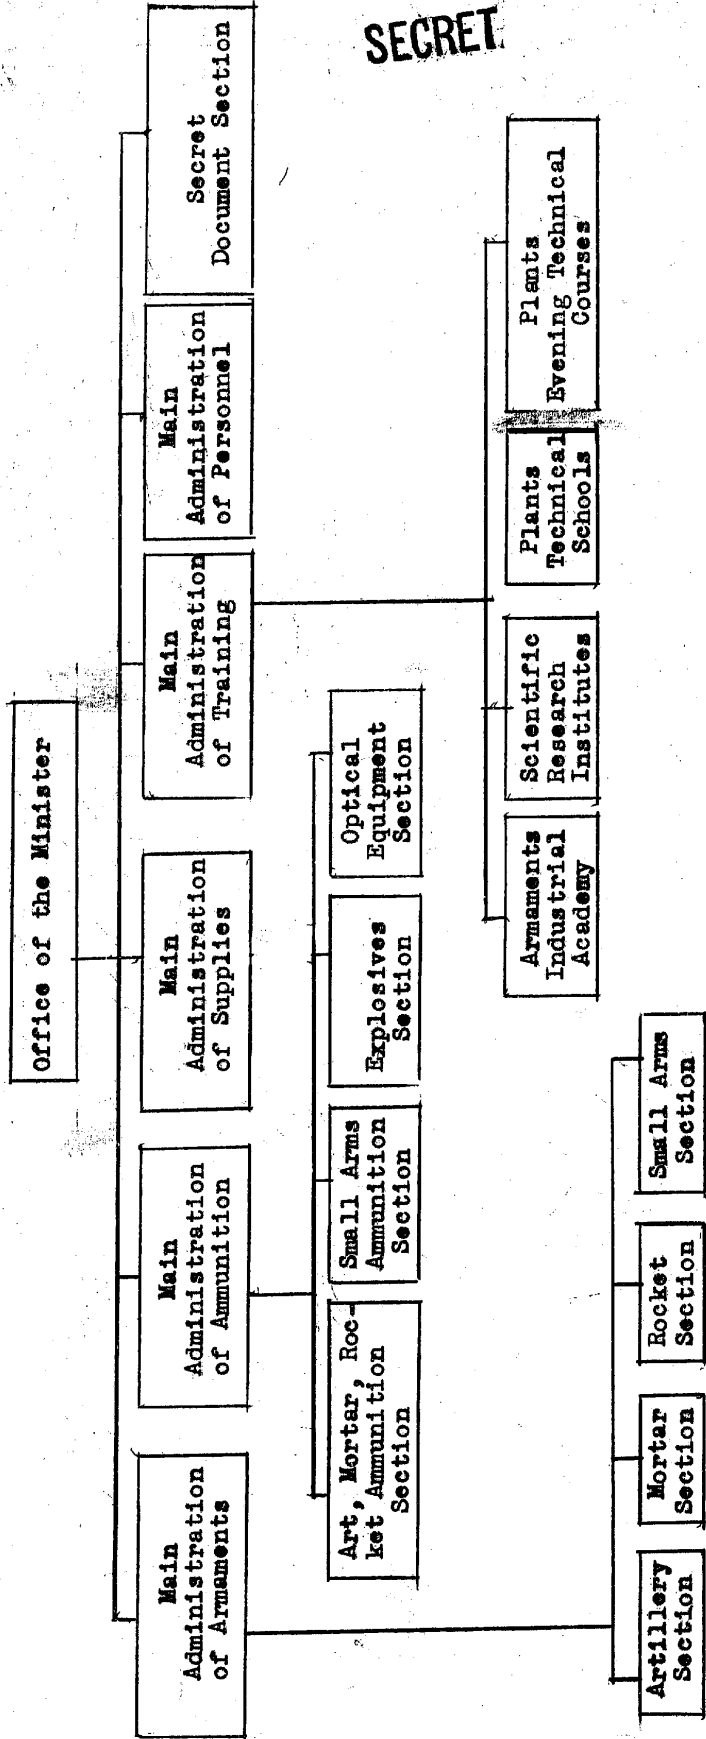 SECRET
Office of the Minister
Main
Administration
of Armaments
Main
Administration
of Ammunition
Main
Administration
of Supplies
Main
Administration
of Training
Main
Administration
of Personnel
Secret
Document Section
Art, Mortar, Roc-
ket Ammunition
Section
Small Arms
Ammunition
Section
Explosives
Section
Optical
Equipment
Section
Armaments
Industrial
Academy
Scientific
Research
Institutes
Plants
Technical
Schools
Plants
Evening Technical
Courses
Artillery
Section
Mortar
Section
Rocket
Section
Small Arms
Section